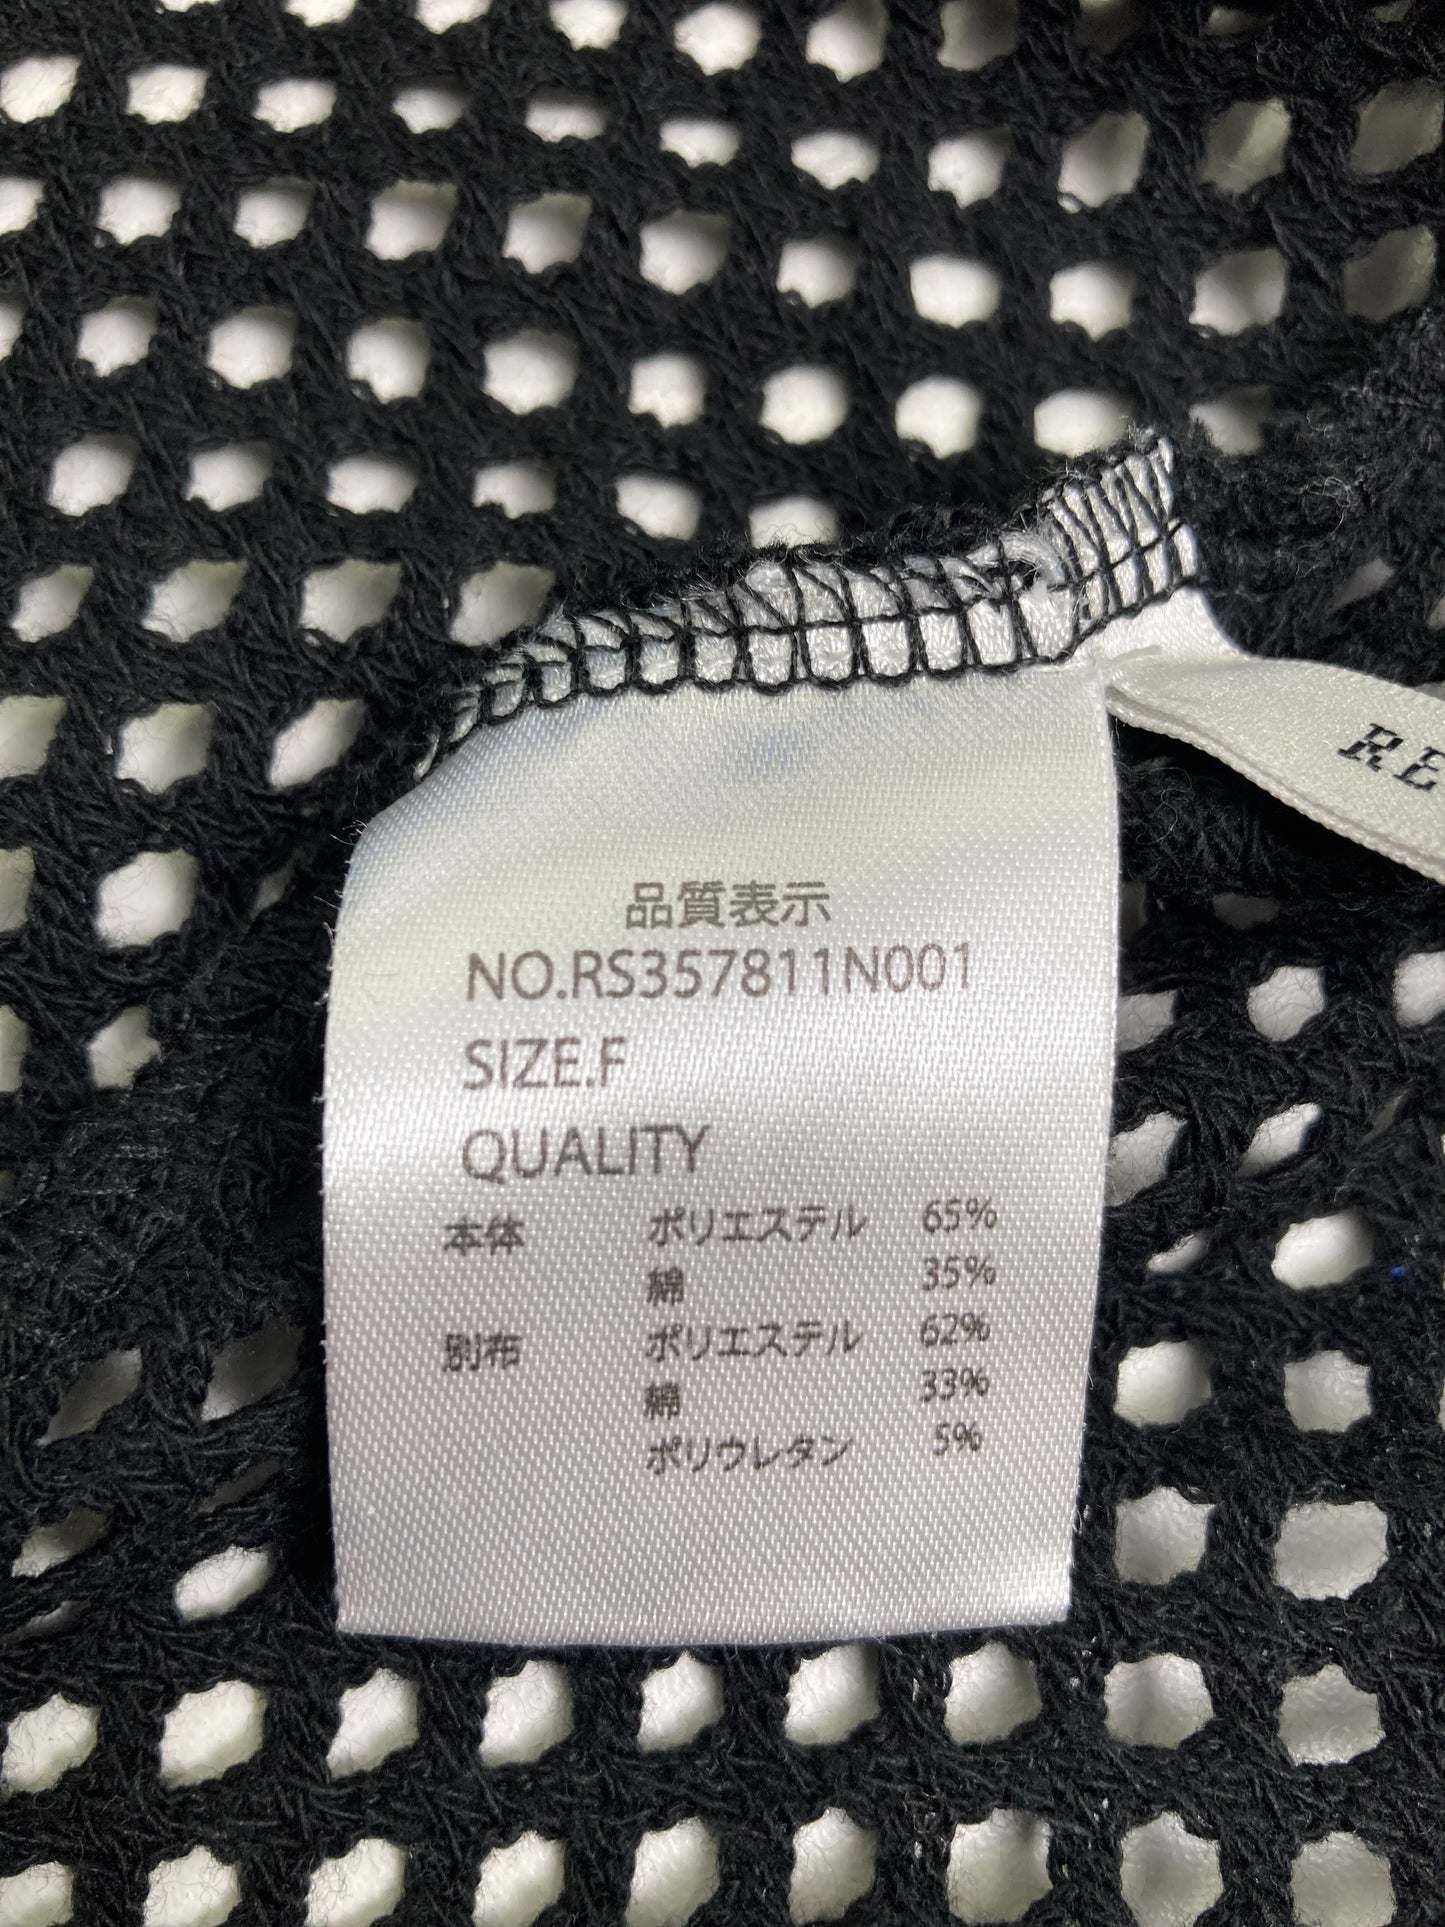 品質表示
NO.RS357811N001
SIZE.F
QUALITY
本体 ポリエステル 65%
綿 35%
別布 ポリエステル 62%
綿 33%
ポリウレタン 5%
RE